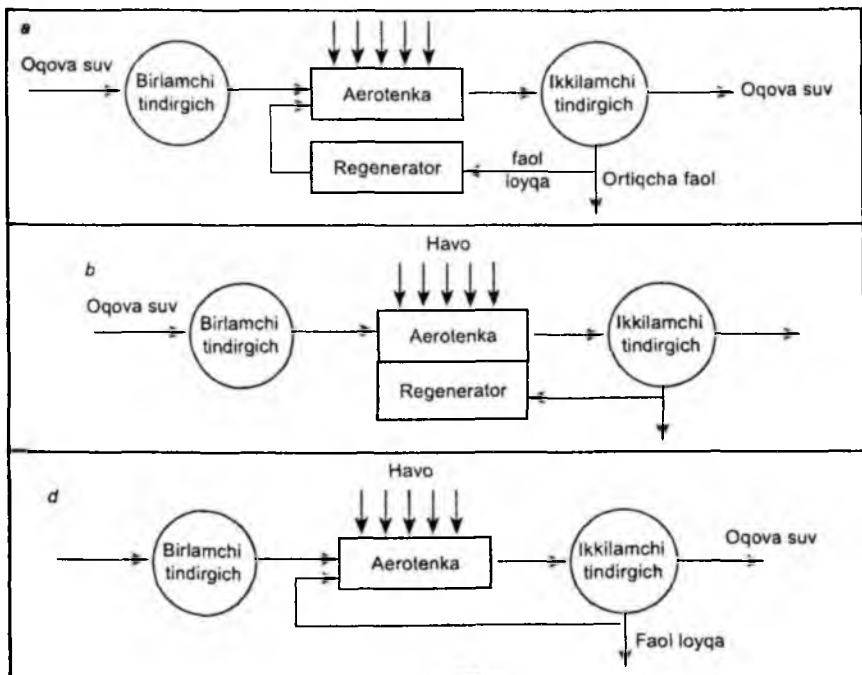 a
Oqova suv
Birlamchi
tindirgich
Aerotenka
Ikkilamchi
tindirgich
Oqova suv
Regenerator
faol
loyqa
Ortiqcha faol
b
Havo
Oqova suv
Birlamchi
tindirgich
Aerotenka
Ikkilamchi
tindirgich
Regenerator
d
Havo
Birlamchi
tindirgich
Aerotenka
Ikkilamchi
tindirgich
Oqova suv
Faol loyqa